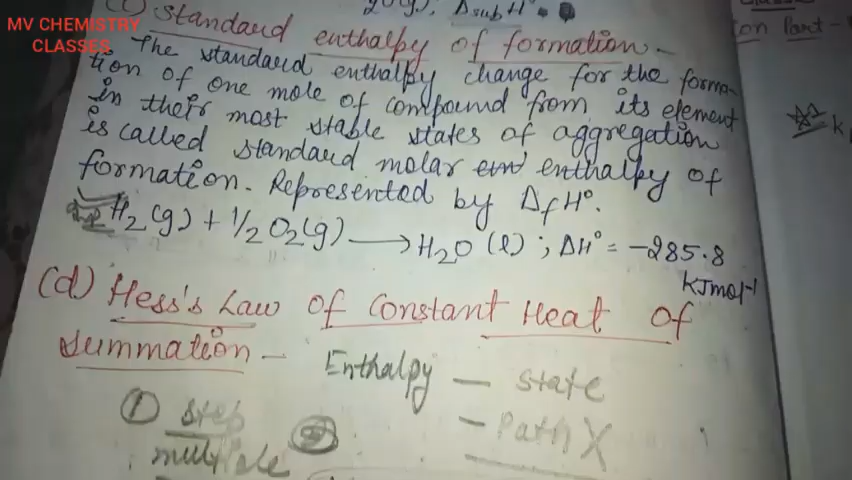 g(g), ΔsubH° =
MV CHEMISTRY
CLASSES
(c) Standard enthalpy of formation -
The standard enthalpy change for the forma-
tion of one mole of compound from its element
in their most stable states of aggregation
is called standard molar enthalpy of
formation. Represented by ΔfH°.
H2(g) + 1/2 O2(g) → H2O (l) ; ΔH° = -285.8
KJmol-1
(d) Hess's Law of Constant Heat of
Summation -
Enthalpy - state
- Path X
① step
multiple
②
ion Part -